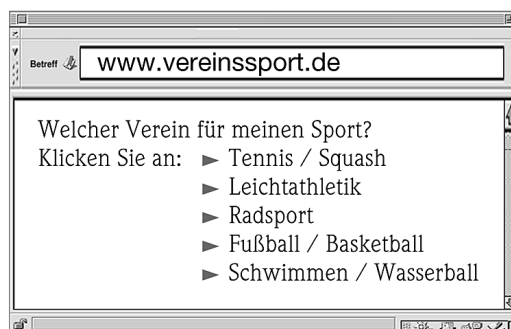 Betreff www.vereinssport.de
Welcher Verein für meinen Sport?
Klicken Sie an: ► Tennis / Squash
► Leichtathletik
► Radsport
► Fußball / Basketball
► Schwimmen / Wasserball